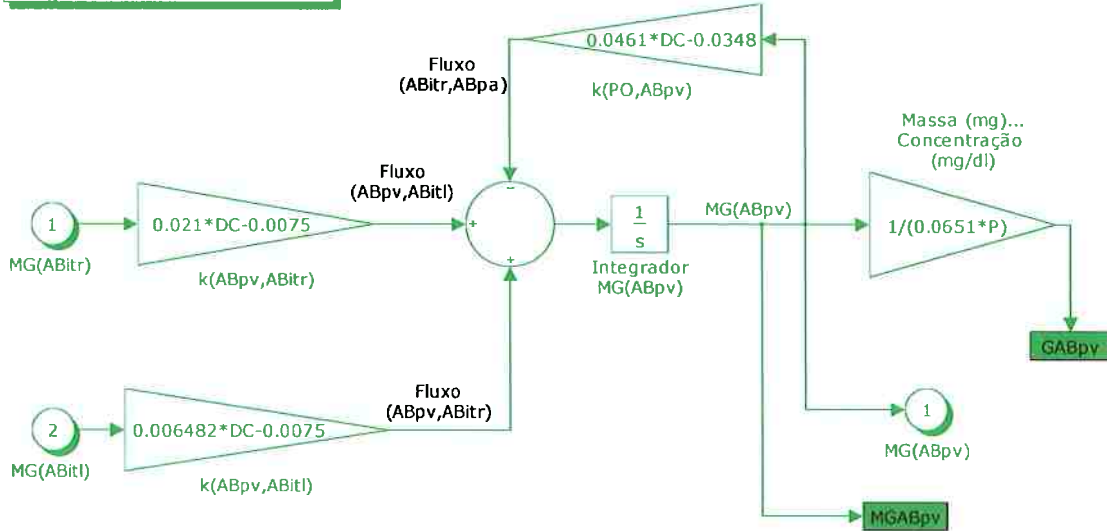 0.0461*DC-0.0348
k(PO,ABpv)
Fluxo
(ABitr,ABpa)
Massa (mg)...
Concentração
(mg/dl)
1/(0.0651*P)
GABpv
Fluxo
(ABpv,ABitl)
1
MG(ABitr)
0.021*DC-0.0075
k(ABpv,ABitr)
−
+
+
1
s
Integrador
MG(ABpv)
MG(ABpv)
Fluxo
(ABpv,ABitr)
2
MG(ABitl)
0.006482*DC-0.0075
k(ABpv,ABitl)
1
MG(ABpv)
MGABpv